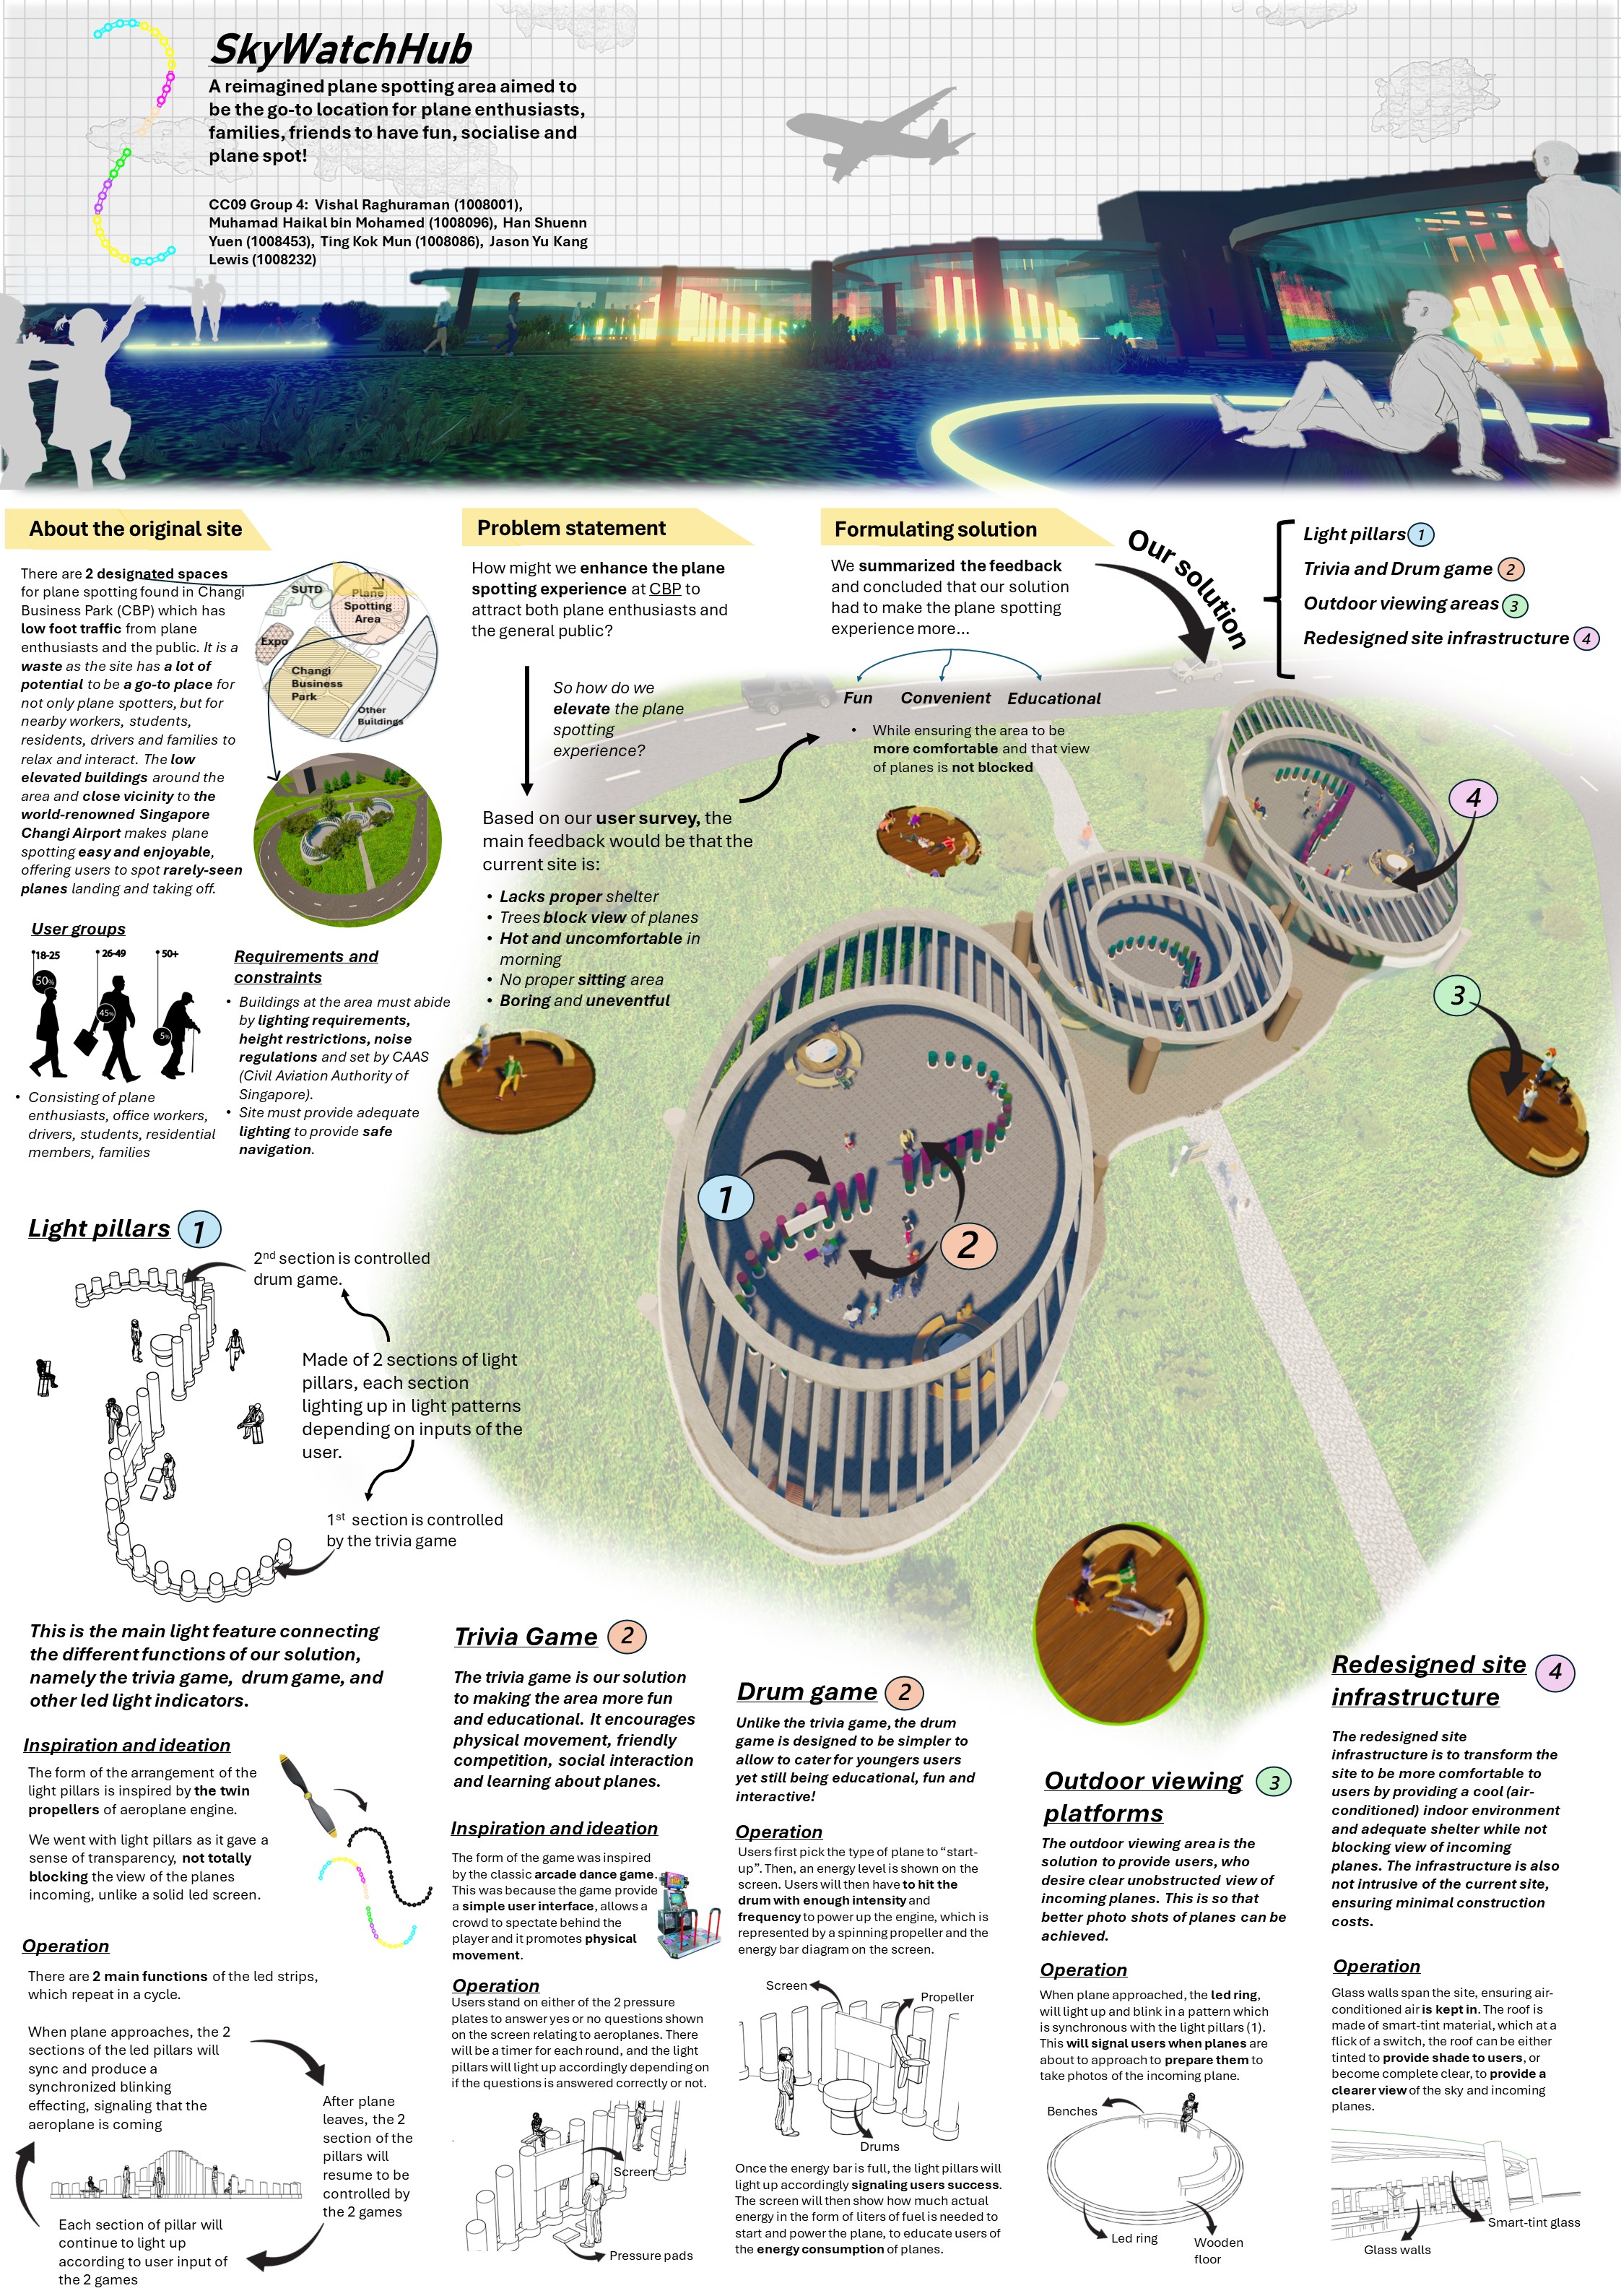 SkyWatchHub
A reimagined plane spotting area aimed to
be the go-to location for plane enthusiasts,
families, friends to have fun, socialise and
plane spot!
CC09 Group 4: Vishal Raghuraman (1008001),
Muhamad Haikal bin Mohamed (1008096), Han Shuenn
Yuen (1008453), Ting Kok Mun (1008086), Jason Yu Kang
Lewis (1008232)
About the original site
There are 2 designated spaces
for plane spotting found in Changi
Business Park (CBP) which has
low foot traffic from plane
enthusiasts and the public. It is a
waste as the site has a lot of
potential to be a go-to place for
not only plane spotters, but for
nearby workers, students,
residents, drivers and families to
relax and interact. The low
elevated buildings around the
area and close vicinity to the
world-renowned Singapore
Changi Airport makes plane
spotting easy and enjoyable,
offering users to spot rarely-seen
planes landing and taking off.
SUTD
Plane
Spotting
Area
Expo
Changi
Business
Park
Other
Buildings
User groups
18-25
26-49
50+
50%
45%
5%
• Consisting of plane
enthusiasts, office workers,
drivers, students, residential
members, families
Requirements and
constraints
• Buildings at the area must abide
by lighting requirements,
height restrictions, noise
regulations and set by CAAS
(Civil Aviation Authority of
Singapore).
• Site must provide adequate
lighting to provide safe
navigation.
Problem statement
How might we enhance the plane
spotting experience at CBP to
attract both plane enthusiasts and
the general public?
So how do we
elevate the plane
spotting
experience?
Based on our user survey, the
main feedback would be that the
current site is:
• Lacks proper shelter
• Trees block view of planes
• Hot and uncomfortable in
morning
• No proper sitting area
• Boring and uneventful
Formulating solution
We summarized the feedback
and concluded that our solution
had to make the plane spotting
experience more...
Fun
Convenient
Educational
• While ensuring the area to be
more comfortable and that view
of planes is not blocked
Our solution
Light pillars 1
Trivia and Drum game 2
Outdoor viewing areas 3
Redesigned site infrastructure 4
4
3
1
2
Light pillars 1
2nd section is controlled
drum game.
Made of 2 sections of light
pillars, each section
lighting up in light patterns
depending on inputs of the
user.
1st section is controlled
by the trivia game
This is the main light feature connecting
the different functions of our solution,
namely the trivia game, drum game, and
other led light indicators.
Inspiration and ideation
The form of the arrangement of the
light pillars is inspired by the twin
propellers of aeroplane engine.
We went with light pillars as it gave a
sense of transparency, not totally
blocking the view of the planes
incoming, unlike a solid led screen.
Operation
There are 2 main functions of the led strips,
which repeat in a cycle.
When plane approaches, the 2
sections of the led pillars will
sync and produce a
synchronized blinking
effecting, signaling that the
aeroplane is coming
After plane
leaves, the 2
section of the
pillars will
resume to be
controlled by
the 2 games
Each section of pillar will
continue to light up
according to user input of
the 2 games
Trivia Game 2
The trivia game is our solution
to making the area more fun
and educational. It encourages
physical movement, friendly
competition, social interaction
and learning about planes.
Inspiration and ideation
The form of the game was inspired
by the classic arcade dance game.
This was because the game provide
a simple user interface, allows a
crowd to spectate behind the
player and it promotes physical
movement.
Operation
Users stand on either of the 2 pressure
plates to answer yes or no questions shown
on the screen relating to aeroplanes. There
will be a timer for each round, and the light
pillars will light up accordingly depending on
if the questions is answered correctly or not.
Screen
Pressure pads
Drum game 2
Unlike the trivia game, the drum
game is designed to be simpler to
allow to cater for youngers users
yet still being educational, fun and
interactive!
Operation
Users first pick the type of plane to “start-
up”. Then, an energy level is shown on the
screen. Users will then have to hit the
drum with enough intensity and
frequency to power up the engine, which is
represented by a spinning propeller and the
energy bar diagram on the screen.
Screen
Propeller
Drums
Once the energy bar is full, the light pillars will
light up accordingly signaling users success.
The screen will then show how much actual
energy in the form of liters of fuel is needed to
start and power the plane, to educate users of
the energy consumption of planes.
Outdoor viewing 3
platforms
The outdoor viewing area is the
solution to provide users, who
desire clear unobstructed view of
incoming planes. This is so that
better photo shots of planes can be
achieved.
Operation
When plane approached, the led ring,
will light up and blink in a pattern which
is synchronous with the light pillars (1).
This will signal users when planes are
about to approach to prepare them to
take photos of the incoming plane.
Benches
Led ring
Wooden
floor
Redesigned site 4
infrastructure
The redesigned site
infrastructure is to transform the
site to be more comfortable to
users by providing a cool (air-
conditioned) indoor environment
and adequate shelter while not
blocking view of incoming
planes. The infrastructure is also
not intrusive of the current site,
ensuring minimal construction
costs.
Operation
Glass walls span the site, ensuring air-
conditioned air is kept in. The roof is
made of smart-tint material, which at a
flick of a switch, the roof can be either
tinted to provide shade to users, or
become complete clear, to provide a
clearer view of the sky and incoming
planes.
Smart-tint glass
Glass walls